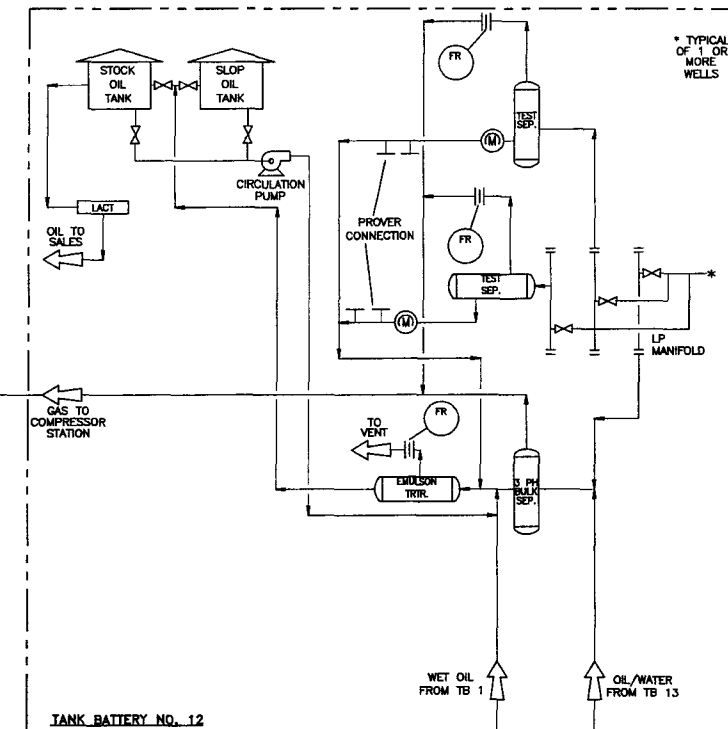 * TYPICAL
OF 1 OR
MORE
WELLS
STOCK
OIL
TANK
SLOP
OIL
TANK
FR
TEST
SEP.
M
CIRCULATION
PUMP
LACT
OIL TO
SALES
PROVER
CONNECTION
FR
TEST
SEP.
*
M
LP
MANIFOLD
GAS TO
COMPRESSOR
STATION
TO
VENT
FR
EMULSON
TRTR.
3 PH
BULK
SEP.
WET OIL
FROM TB 1
OIL/WATER
FROM TB 13
TANK BATTERY NO. 12